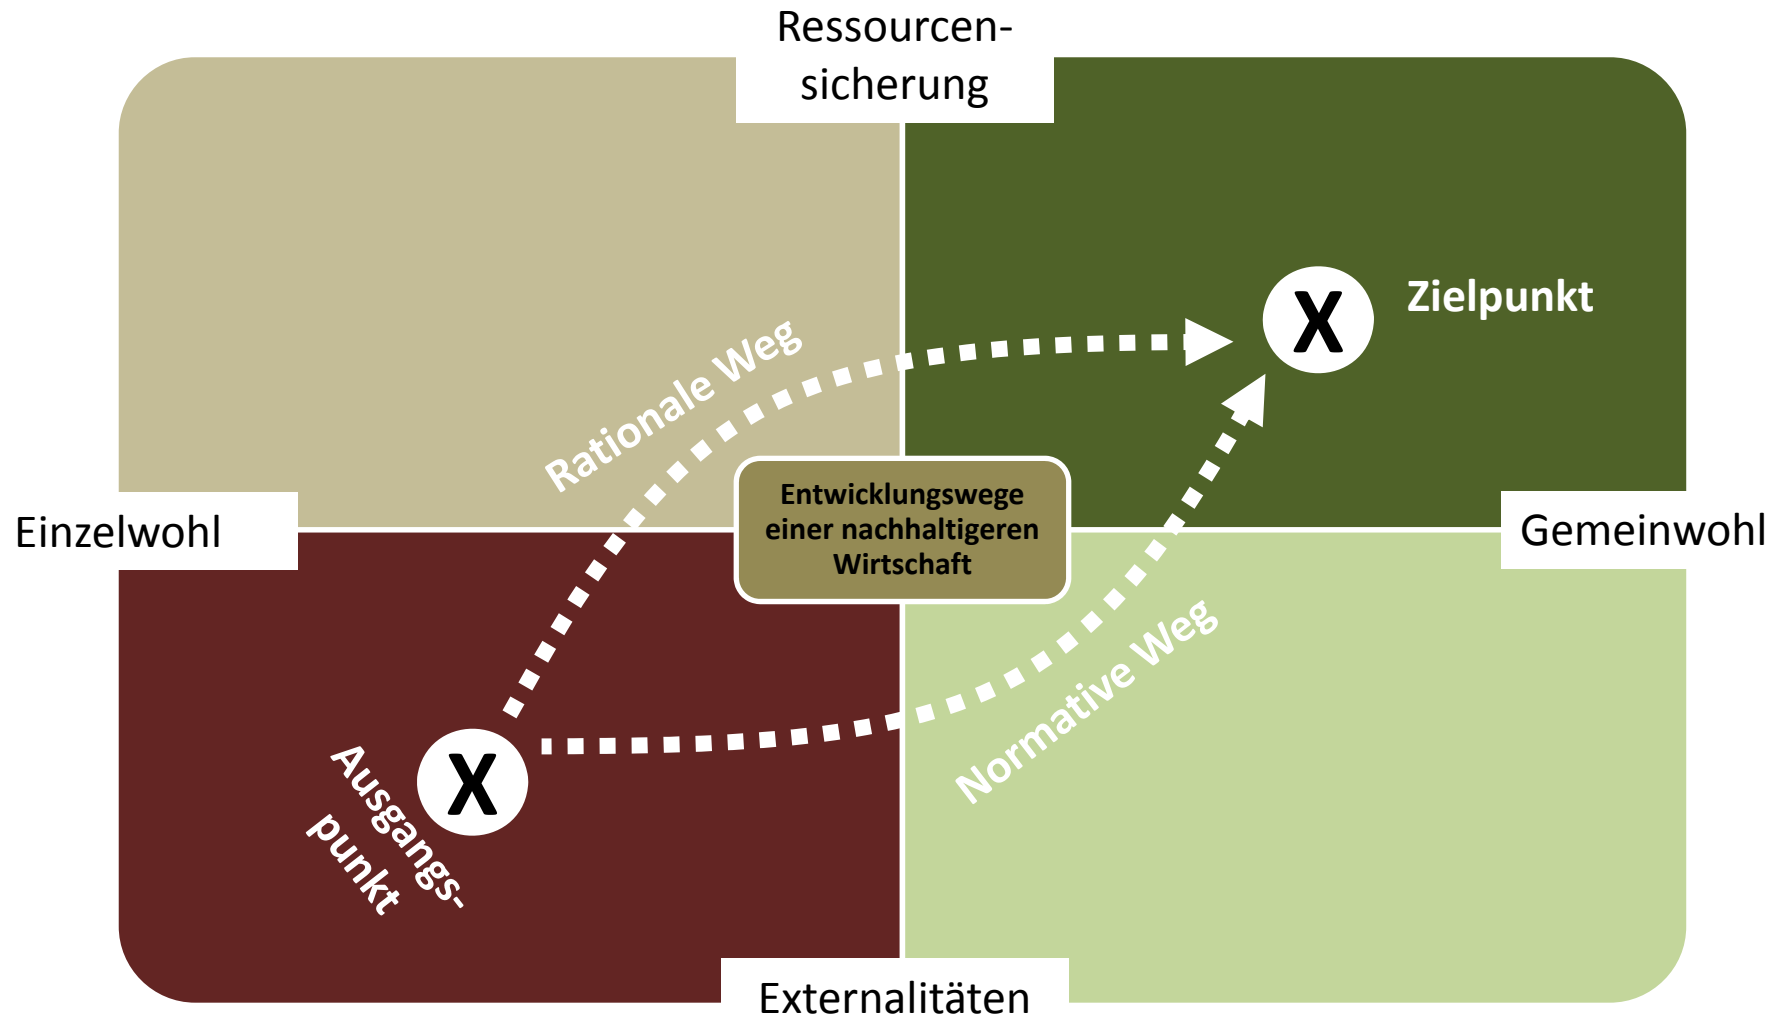 Ressourcen-
sicherung
Zielpunkt
Rationale Weg
Einzelwohl
Entwicklungswege
einer nachhaltigeren
Wirtschaft
Gemeinwohl
Normative Weg
X
X
Ausgangs-
punkt
Externalitäten